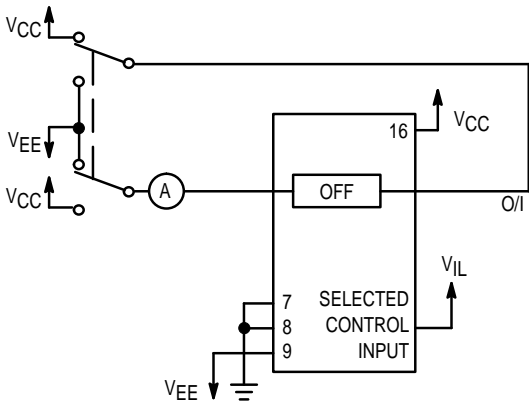 VCC
VEE
VCC
A
OFF
16
VCC
O/I
VIL
7 SELECTED
8 CONTROL
9 INPUT
VEE